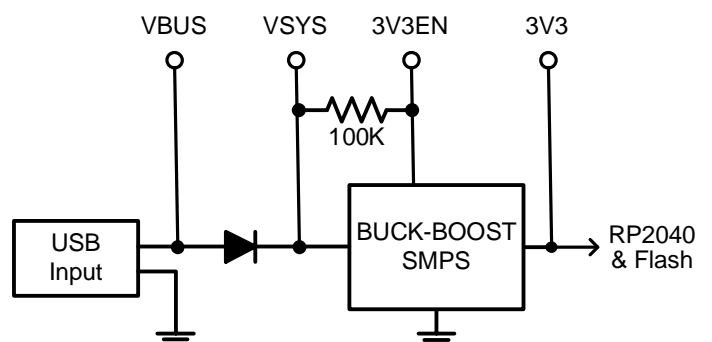 VBUS VSYS 3V3EN 3V3
100K
USB
Input
BUCK-BOOST
SMPS
RP2040
& Flash